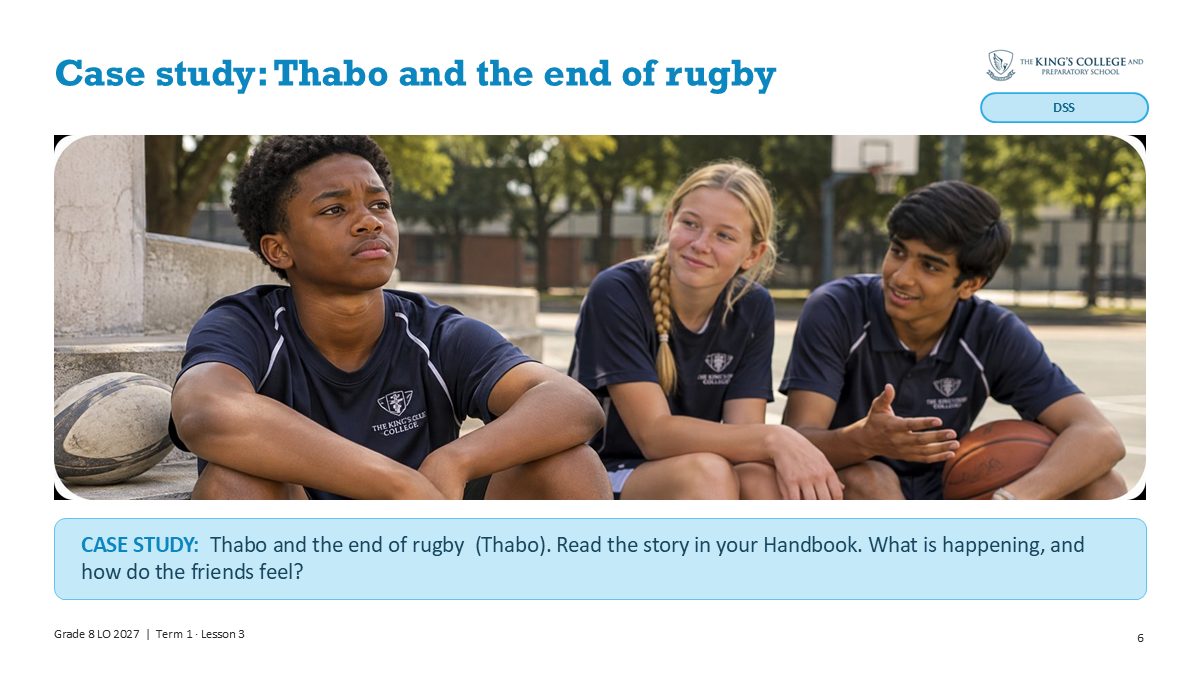 Case study: Thabo and the end of rugby
THE KING'S COLLEGE AND
PREPARATORY SCHOOL
DSS
THE KING'S
COLLEGE
COLLEGE
CASE STUDY:  Thabo and the end of rugby  (Thabo). Read the story in your Handbook. What is happening, and
how do the friends feel?
Grade 8 LO 2027 | Term 1 · Lesson 3
6